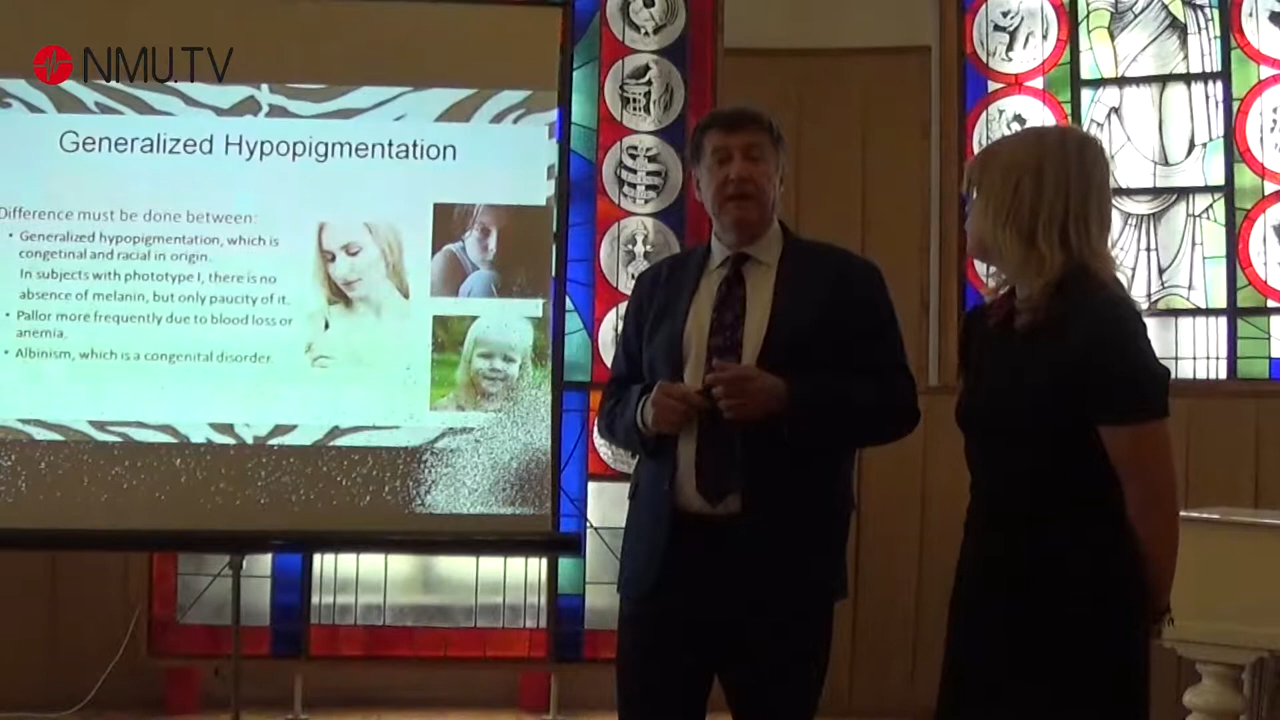 NMU.TV
Generalized Hypopigmentation
Difference must be done between:
• Generalized hypopigmentation, which is
congetinal and racial in origin.
In subjects with phototype I, there is no
absence of melanin, but only paucity of it.
• Pallor more frequently due to blood loss or
anemia.
• Albinism, which is a congenital disorder.